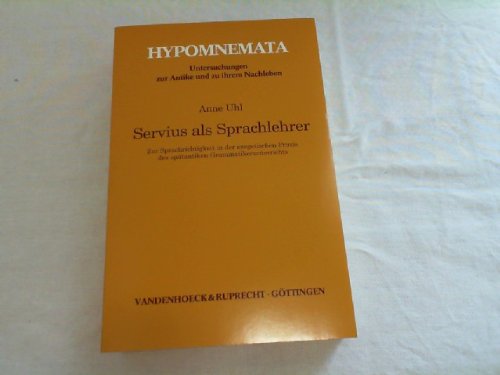 HYPOMNEMATA
Untersuchungen
zur Antike und zu ihrem Nachleben
Anne Uhl
Servius als Sprachlehrer
Zur Sprachrichtigkeit in der exegetischen Praxis
des spätantiken Grammatikerunterrichts
VANDENHOECK & RUPRECHT · GÖTTINGEN